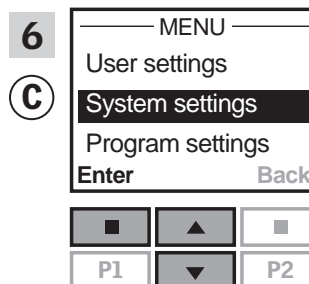 6
C
MENU
User settings
System settings
Program settings
Enter Back
P1 P2